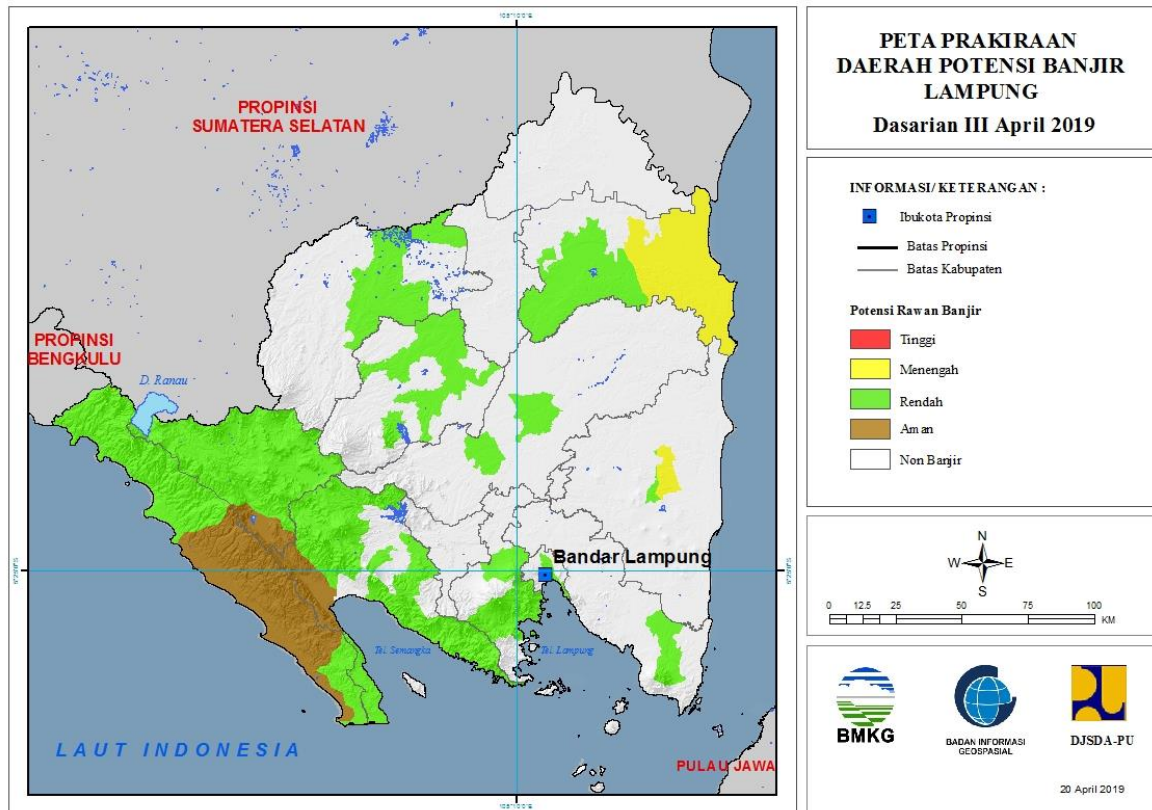 PETA PRAKIRAAN
DAERAH POTENSI BANJIR
LAMPUNG
Dasarian III April 2019
PROPINSI
SUMATERA SELATAN
PROPINSI
BENGKULU
D. Ranau
Bandar Lampung
Tel. Semangka
Tel. Lampung
LAUT INDONESIA
PULAU JAWA
INFORMASI/ KETERANGAN :
Ibukota Propinsi
Batas Propinsi
Batas Kabupaten
Potensi Rawan Banjir
Tinggi
Menengah
Rendah
Aman
Non Banjir
N
W E
S
0 12.5 25 50 75 100
KM
BMKG
BADAN INFORMASI
GEOSPASIAL
DJSDA-PU
20 April 2019